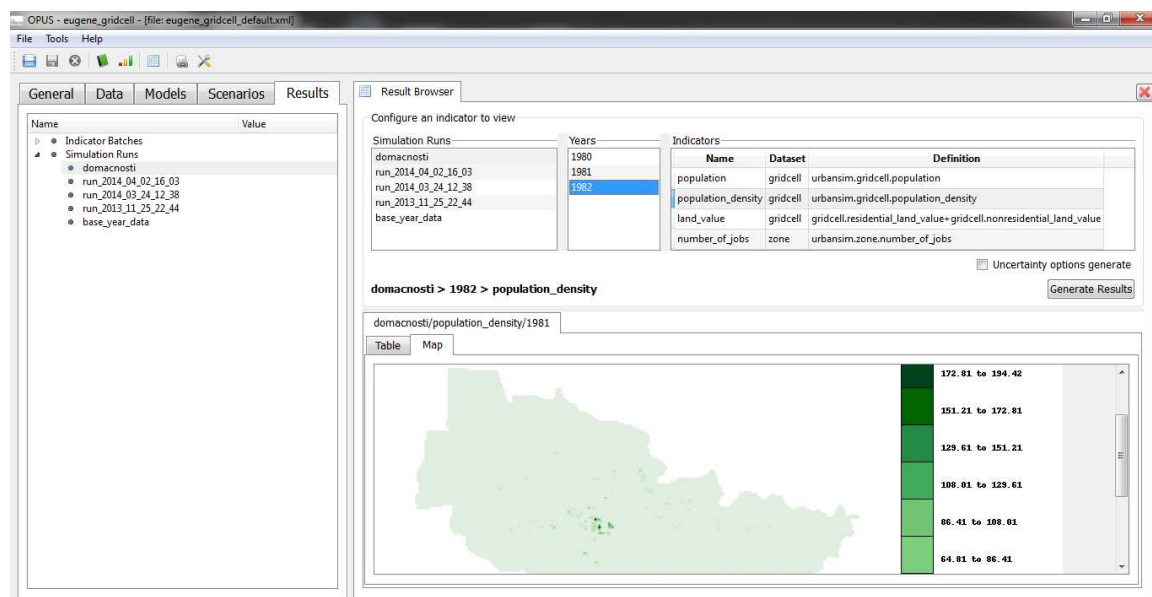 OPUS - eugene_gridcell - [file: eugene_gridcell_default.xml]
File Tools Help
General Data Models Scenarios Results
Name Value
Indicator Batches
Simulation Runs
domacnosti
run_2014_04_02_16_03
run_2014_03_24_12_38
run_2013_11_25_22_44
base_year_data
Result Browser
Configure an indicator to view
Simulation Runs
domacnosti
run_2014_04_02_16_03
run_2014_03_24_12_38
run_2013_11_25_22_44
base_year_data
Years
1980
1981
1982
Indicators
Name Dataset Definition
population gridcell urbansim.gridcell.population
population_density gridcell urbansim.gridcell.population_density
land_value gridcell gridcell.residential_land_value+gridcell.nonresidential_land_value
number_of_jobs zone urbansim.zone.number_of_jobs
Uncertainty options generate
domacnosti > 1982 > population_density
Generate Results
domacnosti/population_density/1981
Table Map
172.81 to 194.42
151.21 to 172.81
129.61 to 151.21
108.01 to 129.61
86.41 to 108.01
64.81 to 86.41